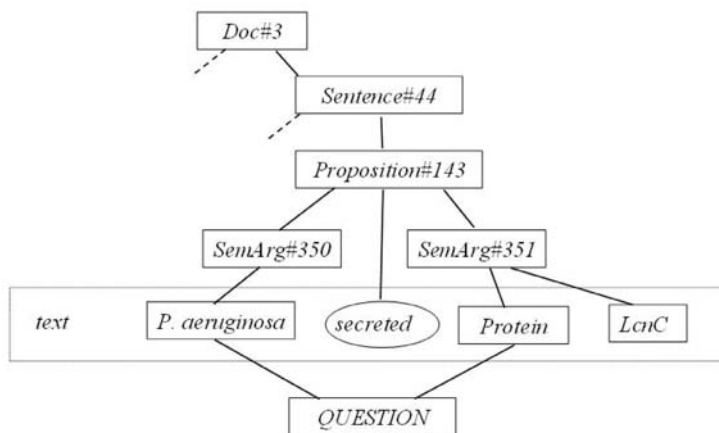 Doc#3
Sentence#44
Proposition#143
SemArg#350 SemArg#351
text P. aeruginosa secreted Protein LcnC
QUESTION